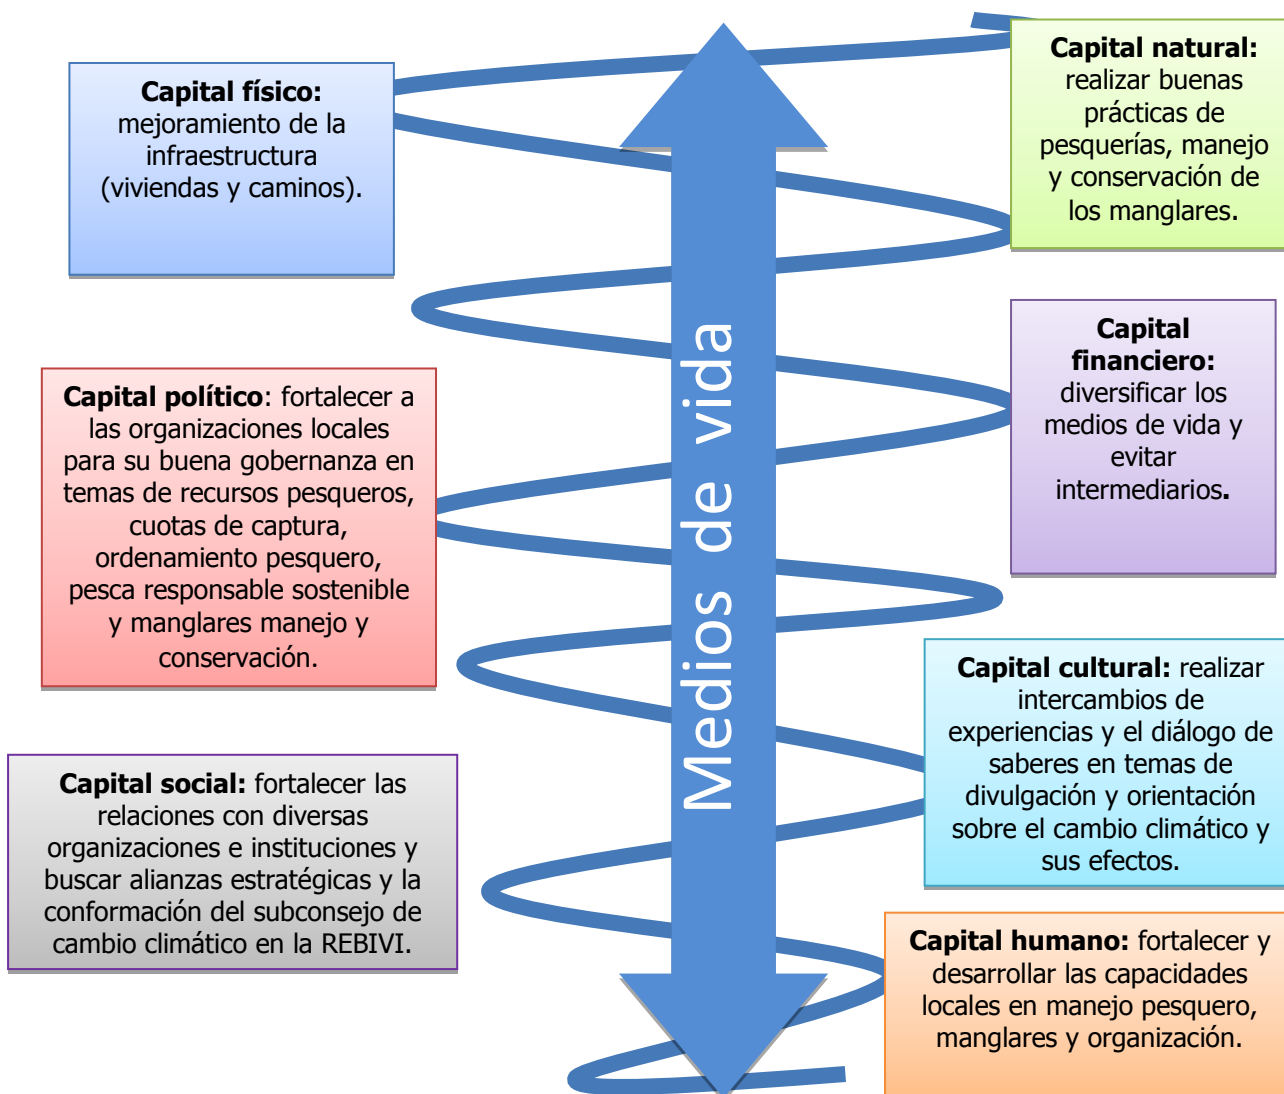 Capital físico:
mejoramiento de la
infraestructura
(viviendas y caminos).
Capital natural:
realizar buenas
prácticas de
pesquerías, manejo
y conservación de
los manglares.
Capital político: fortalecer a
las organizaciones locales
para su buena gobernanza en
temas de recursos pesqueros,
cuotas de captura,
ordenamiento pesquero,
pesca responsable sostenible
y manglares manejo y
conservación.
Medios de vida
Capital
financiero:
diversificar los
medios de vida y
evitar
intermediarios.
Capital social: fortalecer las
relaciones con diversas
organizaciones e instituciones y
buscar alianzas estratégicas y la
conformación del subconsejo de
cambio climático en la REBIVI.
Capital cultural: realizar
intercambios de
experiencias y el diálogo de
saberes en temas de
divulgación y orientación
sobre el cambio climático y
sus efectos.
Capital humano: fortalecer y
desarrollar las capacidades
locales en manejo pesquero,
manglares y organización.